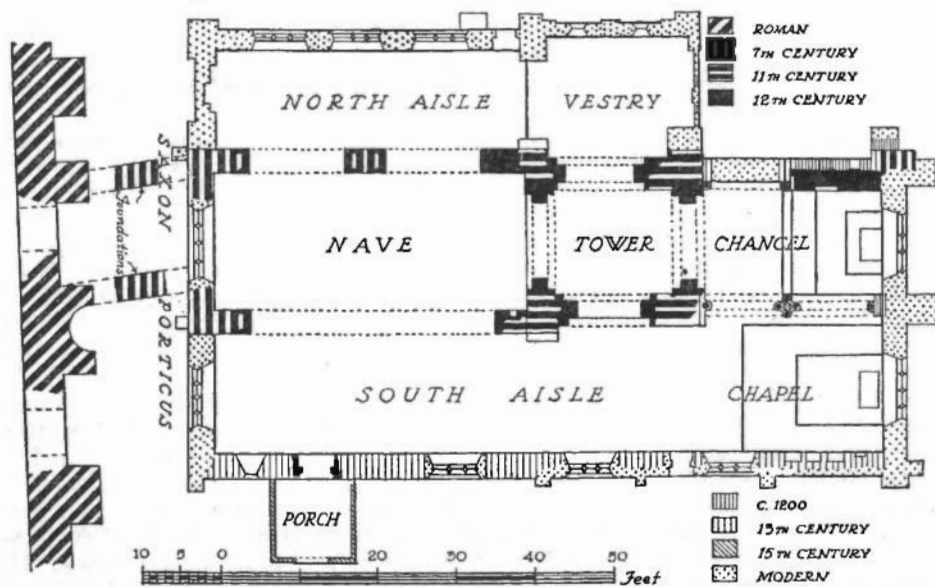 ROMAN
7TH CENTURY
11TH CENTURY
12TH CENTURY
NORTH AISLE
VESTRY
SAXON PORTICUS
Foundations
NAVE
TOWER
CHANCEL
SOUTH AISLE
CHAPEL
PORCH
C. 1200
13TH CENTURY
15TH CENTURY
MODERN
10 5 0 10 20 30 40 50
Feet